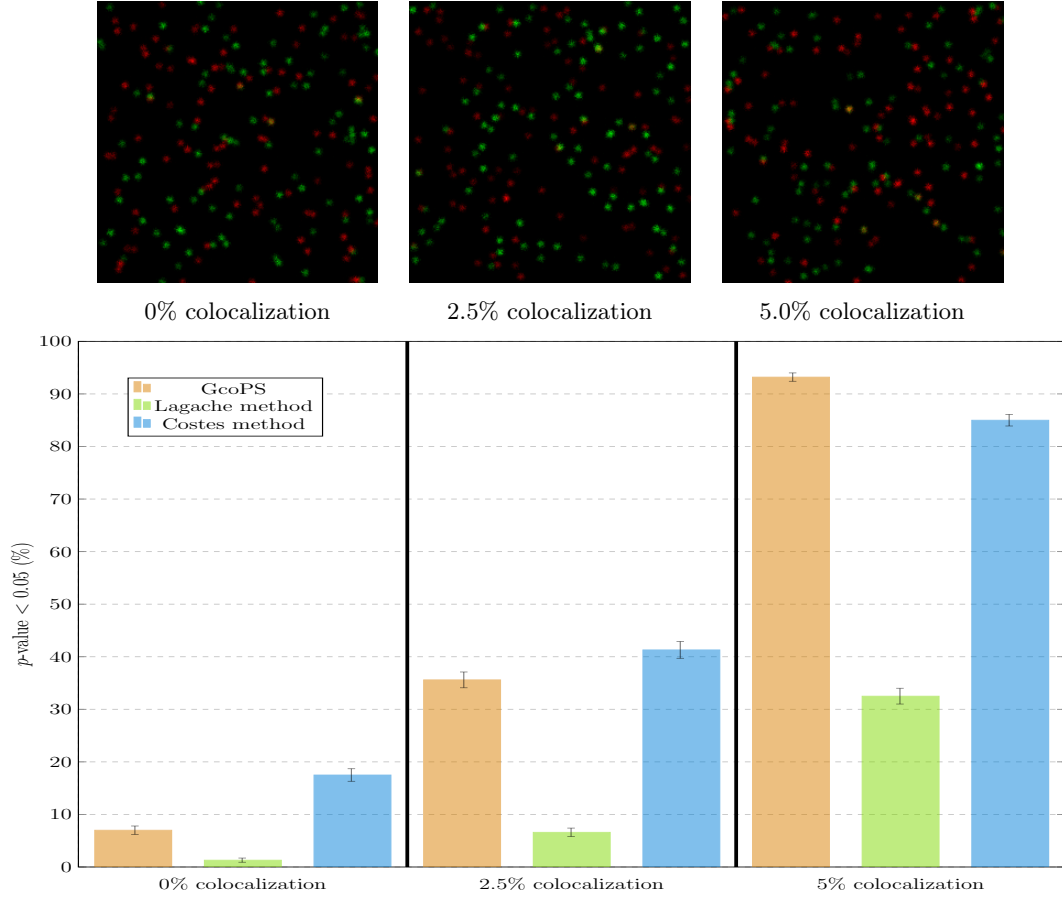 0% colocalization
2.5% colocalization
5.0% colocalization
100
90
80
70
60
50
40
30
20
10
0
p-value < 0.05 (%)
GcoPS
Lagache method
Costes method
0% colocalization
2.5% colocalization
5% colocalization